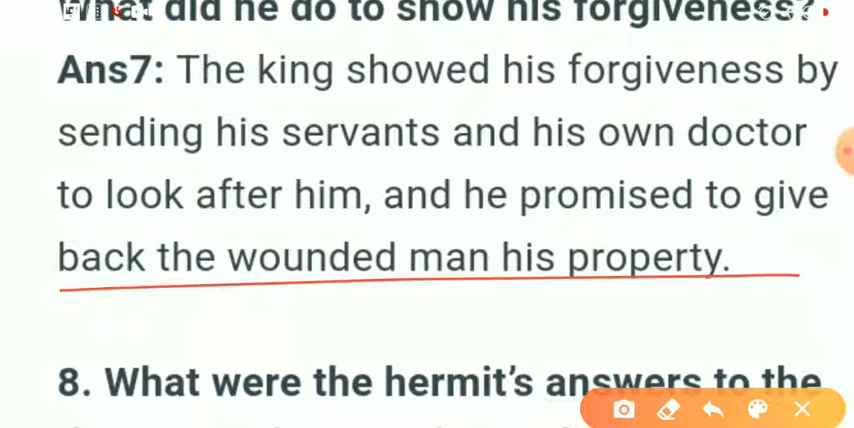 did he do to show his forgiveness?
Ans7: The king showed his forgiveness by
sending his servants and his own doctor
to look after him, and he promised to give
back the wounded man his property.
8. What were the hermit's answers to the